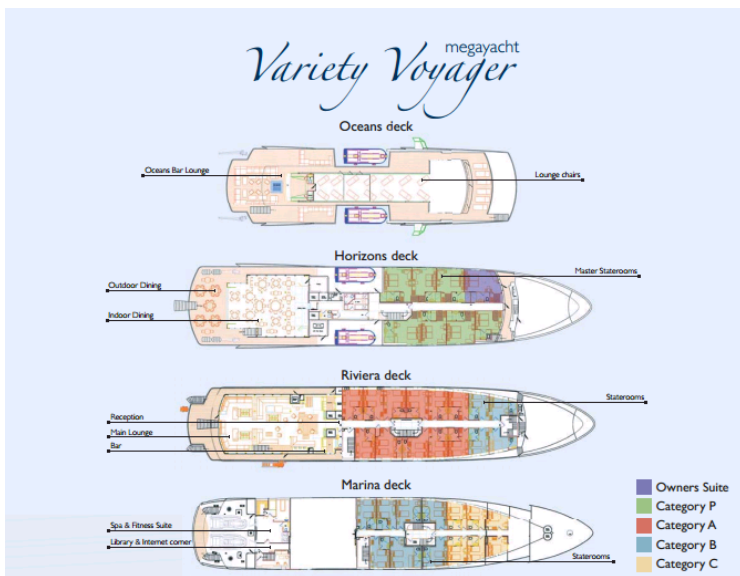 megayacht
Variety Voyager
Oceans deck
Oceans Bar Lounge
Lounge chairs
Horizons deck
Master Staterooms
Outdoor Dining
Indoor Dining
Riviera deck
Staterooms
Reception
Main Lounge
Bar
Marina deck
Spa & Fitness Suite
Library & Internet corner
Staterooms
Owners Suite
Category P
Category A
Category B
Category C